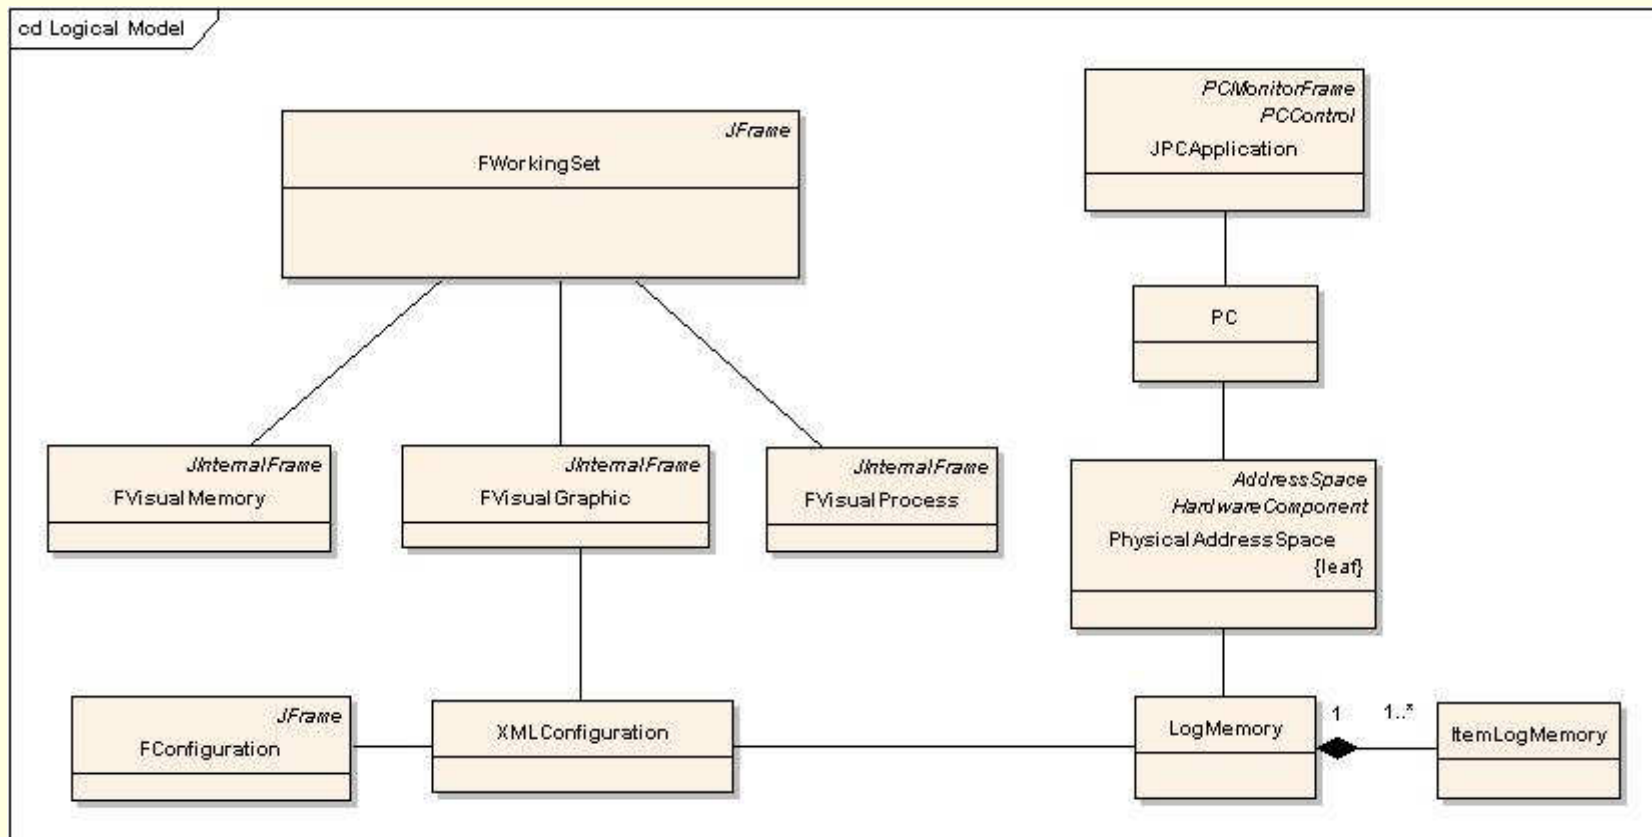 cd Logical Model
JFrame
FWorkingSet
PCMonitorFrame
PCControl
JPCApplication
PC
JInternalFrame
FVisualMemory
JInternalFrame
FVisualGraphic
JInternalFrame
FVisualProcess
AddressSpace
HardwareComponent
PhysicalAddressSpace
{leaf}
JFrame
FConfiguration
XMLConfiguration
LogMemory
1
1..*
ItemLogMemory